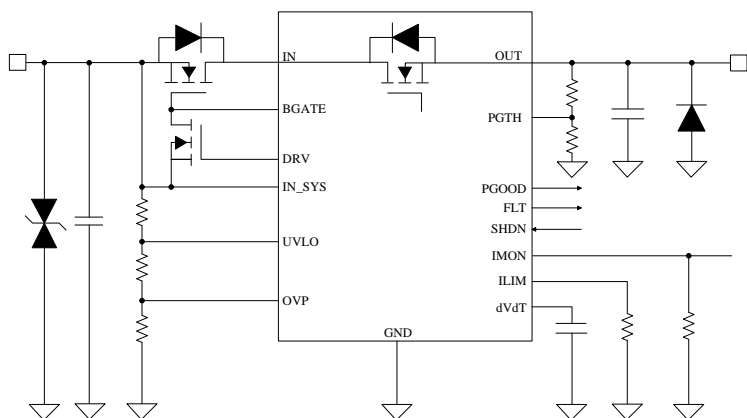 IN
OUT
BGATE
PGTH
DRV
IN_SYS
PGOOD
FLT
UVLO
SHDN
IMON
ILIM
OVP
dVdT
GND